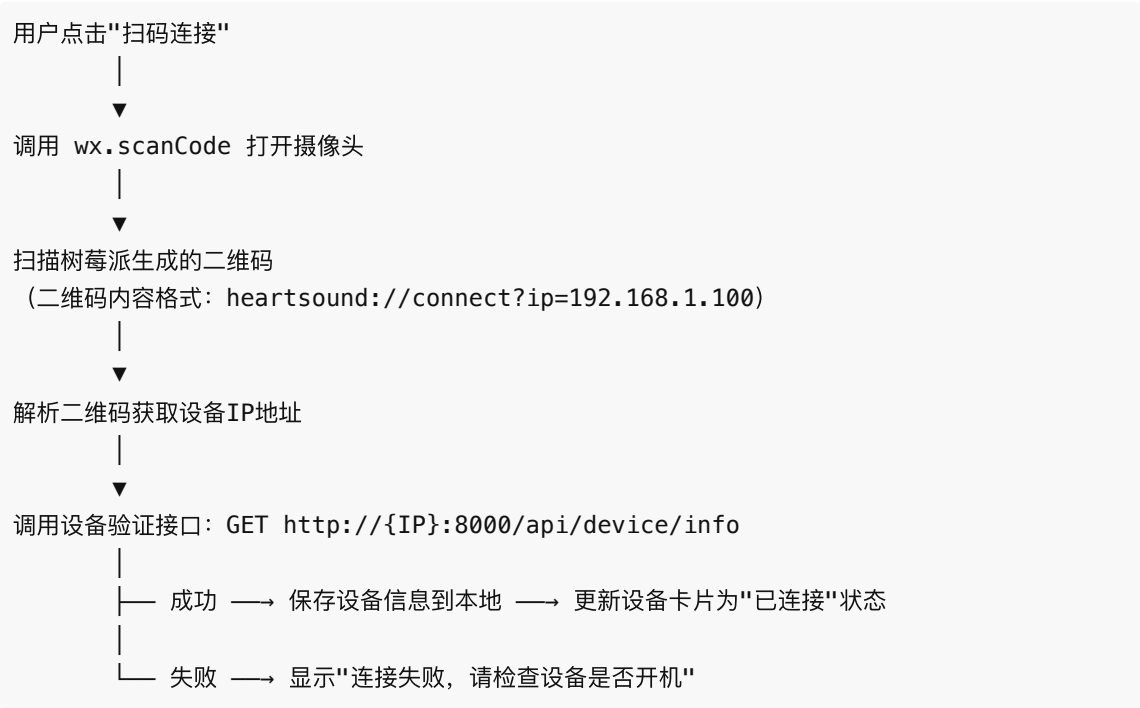 用户点击"扫码连接"
│
▼
调用 wx.scanCode 打开摄像头
│
▼
扫描树莓派生成的二维码
（二维码内容格式：heartsound://connect?ip=192.168.1.100）
│
▼
解析二维码获取设备IP地址
│
▼
调用设备验证接口：GET http://{IP}:8000/api/device/info
│
├── 成功 ──→ 保存设备信息到本地 ──→ 更新设备卡片为"已连接"状态
│
└── 失败 ──→ 显示"连接失败，请检查设备是否开机"